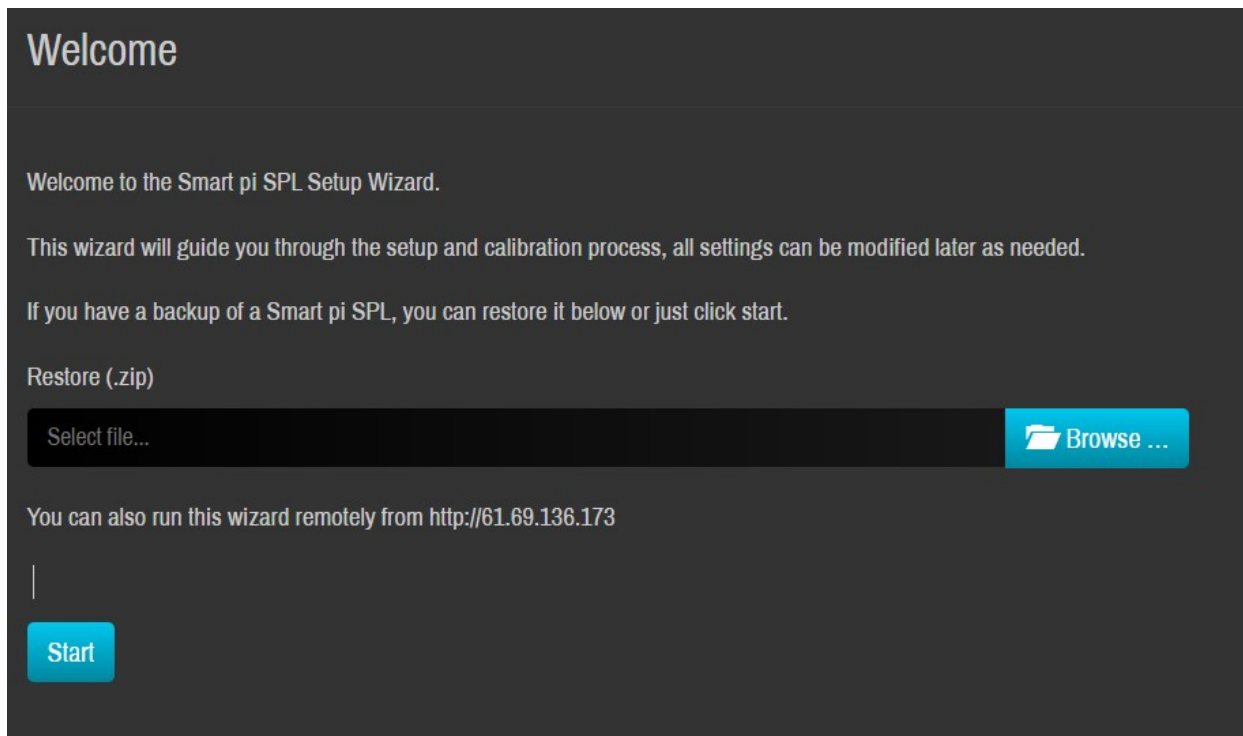 Welcome
Welcome to the Smart pi SPL Setup Wizard.
This wizard will guide you through the setup and calibration process, all settings can be modified later as needed.
If you have a backup of a Smart pi SPL, you can restore it below or just click start.
Restore (.zip)
Select file...
Browse ...
You can also run this wizard remotely from http://61.69.136.173
Start